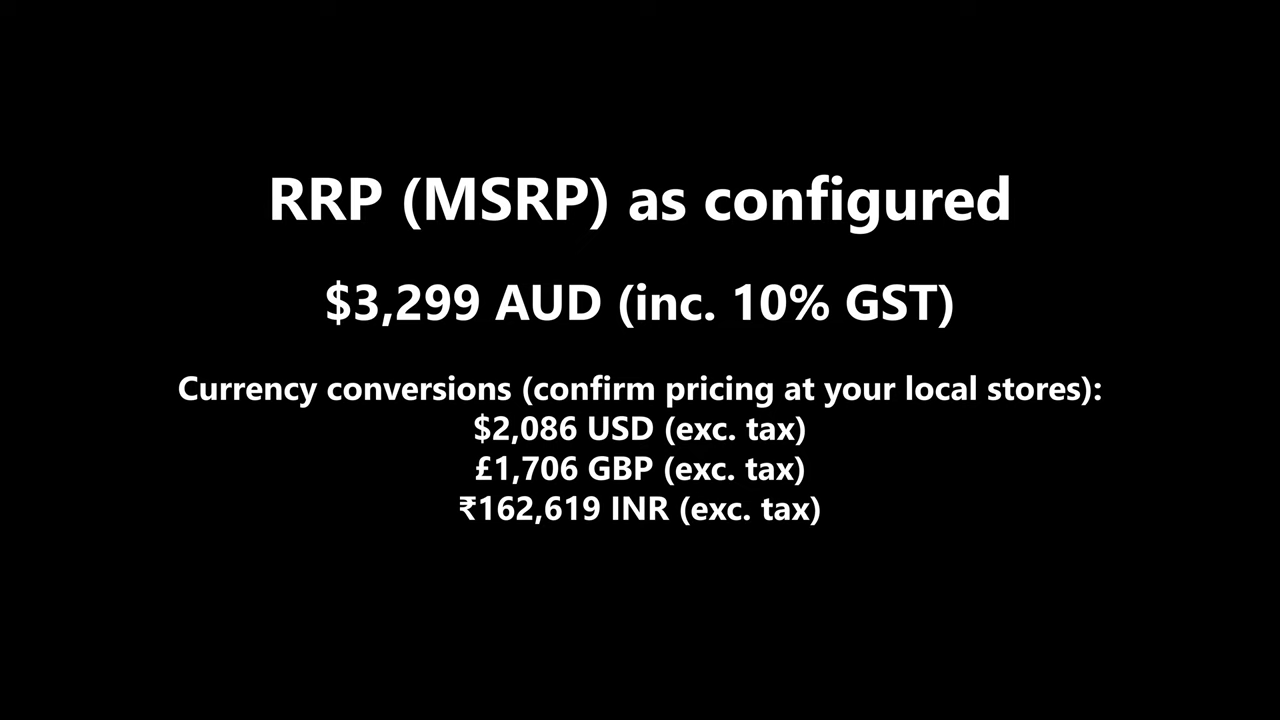 RRP (MSRP) as configured
$3,299 AUD (inc. 10% GST)
Currency conversions (confirm pricing at your local stores):
$2,086 USD (exc. tax)
£1,706 GBP (exc. tax)
₹162,619 INR (exc. tax)